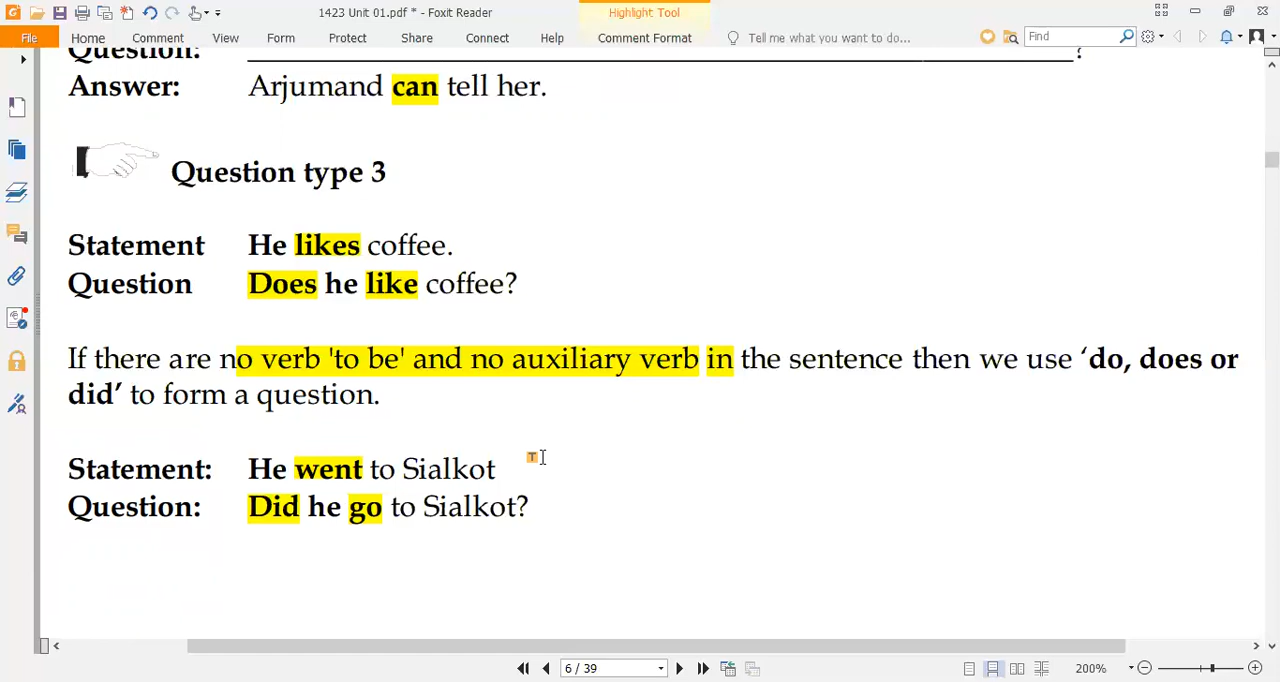 1423 Unit 01.pdf * - Foxit Reader
Highlight Tool
File Home Comment View Form Protect Share Connect Help Comment Format Tell me what you want to do... Find
Question: ?
Answer: Arjumand can tell her.
Question type 3
Statement He likes coffee.
Question Does he like coffee?
If there are no verb 'to be' and no auxiliary verb in the sentence then we use ‘do, does or
did’ to form a question.
Statement: He went to Sialkot
Question: Did he go to Sialkot?
6 / 39
200%